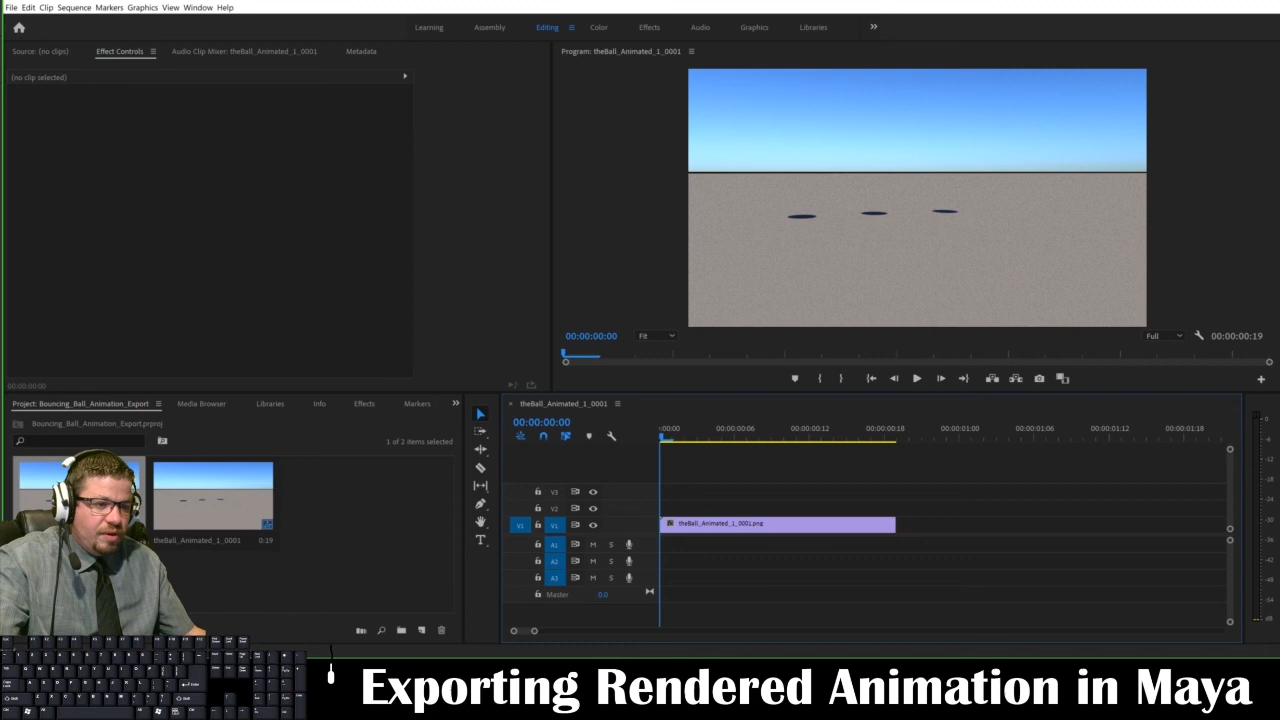 File Edit Clip Sequence Markers Graphics View Window Help
Learning Assembly Editing Color Effects Audio Graphics Libraries
Source: (no clips) Effect Controls Audio Clip Mixer: theBall_Animated_1_0001 Metadata
Program: theBall_Animated_1_0001
(no clip selected)
00:00:00:00 Fit Full 00:00:00:19
00:00:00:00
Project: Bouncing_Ball_Animation_Export Media Browser Libraries Info Effects Markers
theBall_Animated_1_0001
Bouncing_Ball_Animation_Export.prproj
00:00:00:00
:00:00 00:00:00:06 00:00:00:12 00:00:00:18 00:00:01:00 00:00:01:06 00:00:01:12 00:00:01:18
1 of 2 items selected
V3
V2
V1 V1 theBall_Animated_1_0001.png
theBall_Animated_1_0001 0:19
A1 M S
A2 M S
A3 M S
Master 0.0
Exporting Rendered Animation in Maya